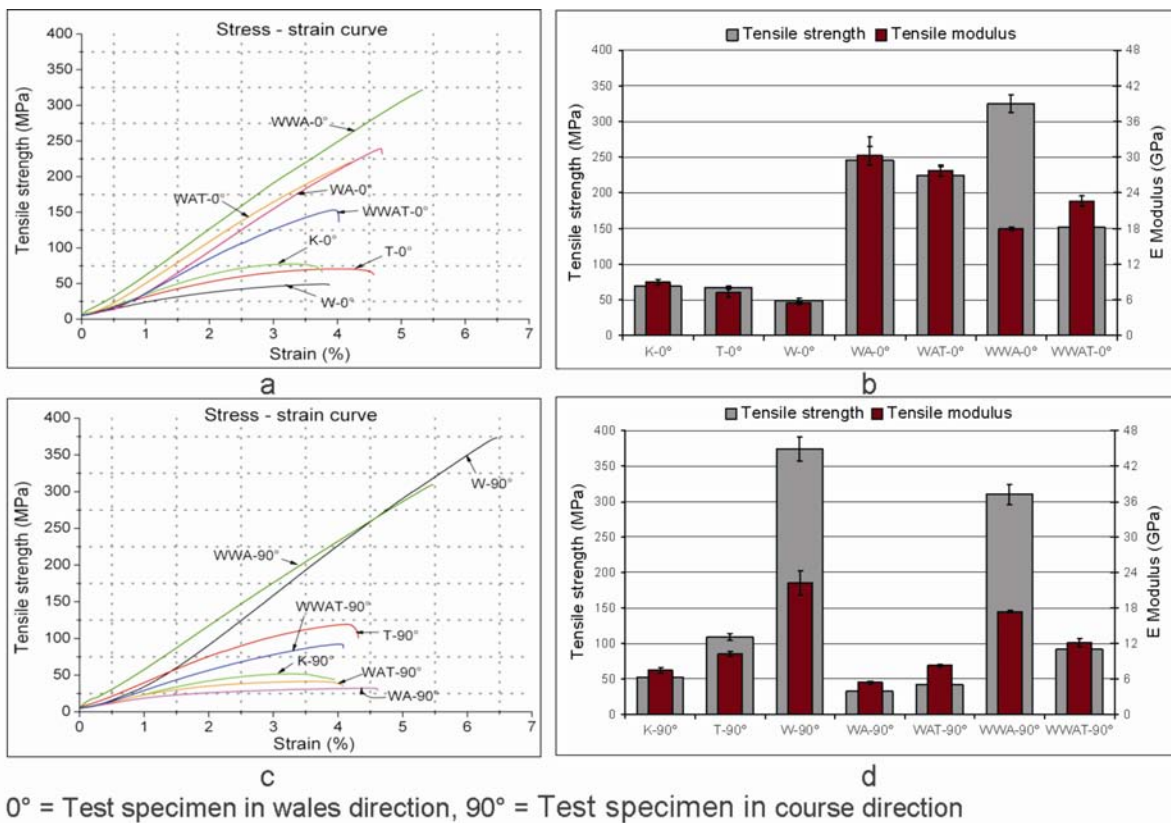 Stress - strain curve
Tensile strength (MPa)
400
350
300
250
200
150
100
50
0
WWA-0°
WAT-0°
WA-0°
WWAT-0°
K-0°
T-0°
W-0°
0 1 2 3 4 5 6 7
Strain (%)
a
Tensile strength Tensile modulus
Tensile strength (MPa)
400
350
300
250
200
150
100
50
0
48
42
36
30
24
18
12
6
0
E Modulus (GPa)
K-0° T-0° W-0° WA-0° WAT-0° WWA-0° WWAT-0°
b
Stress - strain curve
Tensile strength (MPa)
400
350
300
250
200
150
100
50
0
W-90°
WWA-90°
WWAT-90°
T-90°
K-90°
WAT-90°
WA-90°
0 1 2 3 4 5 6 7
Strain (%)
c
Tensile strength Tensile modulus
Tensile strength (MPa)
400
350
300
250
200
150
100
50
0
48
42
36
30
24
18
12
6
0
E Modulus (GPa)
K-90° T-90° W-90° WA-90° WAT-90° WWA-90° WWAT-90°
d
0° = Test specimen in wales direction, 90° = Test specimen in course direction